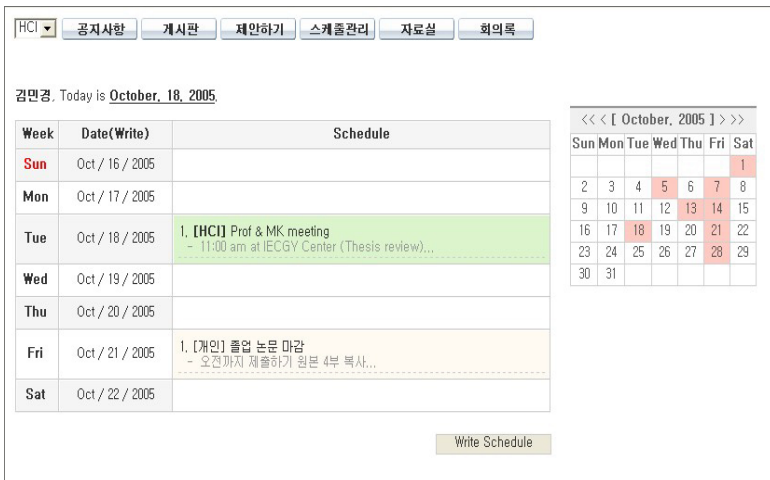 HCI 공지사항 게시판 제안하기 스케줄관리 자료실 회의록
김민경, Today is October, 18, 2005.
Week Date(Write) Schedule
Sun Oct / 16 / 2005
Mon Oct / 17 / 2005
Tue Oct / 18 / 2005 1. [HCI] Prof & MK meeting
- 11:00 am at IECGY Center (Thesis review)...
Wed Oct / 19 / 2005
Thu Oct / 20 / 2005
Fri Oct / 21 / 2005 1. [개인] 졸업 논문 마감
- 오전까지 제출하기 원본 4부 복사...
Sat Oct / 22 / 2005
Write Schedule
<< < [ October, 2005 ] > >>
Sun Mon Tue Wed Thu Fri Sat
1
2 3 4 5 6 7 8
9 10 11 12 13 14 15
16 17 18 19 20 21 22
23 24 25 26 27 28 29
30 31